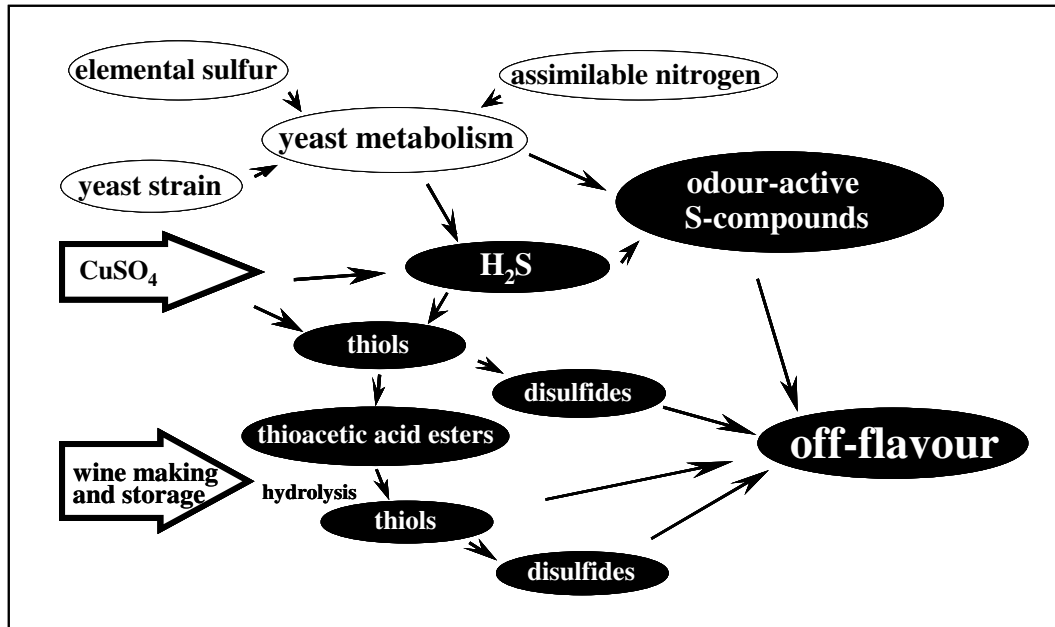 elemental sulfur
assimilable nitrogen
yeast metabolism
yeast strain
odour-active
S-compounds
CuSO₄
H₂S
thiols
disfulfides
thioacetic acid esters
off-flavour
wine making
and storage
hydrolysis
thiols
disulfides